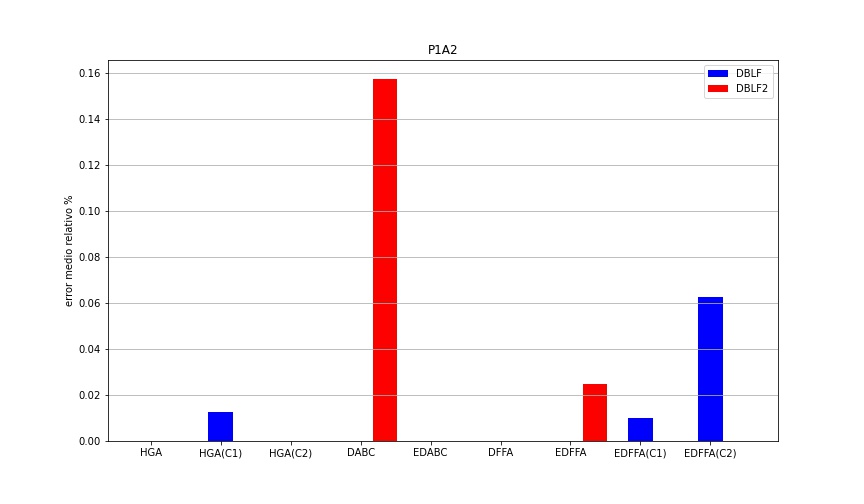 P1A2
DBLF
DBLF2
error medio relativo %
0.16
0.14
0.12
0.10
0.08
0.06
0.04
0.02
0.00
HGA HGA(C1) HGA(C2) DABC EDABC DFFA EDFFA EDFFA(C1) EDFFA(C2)